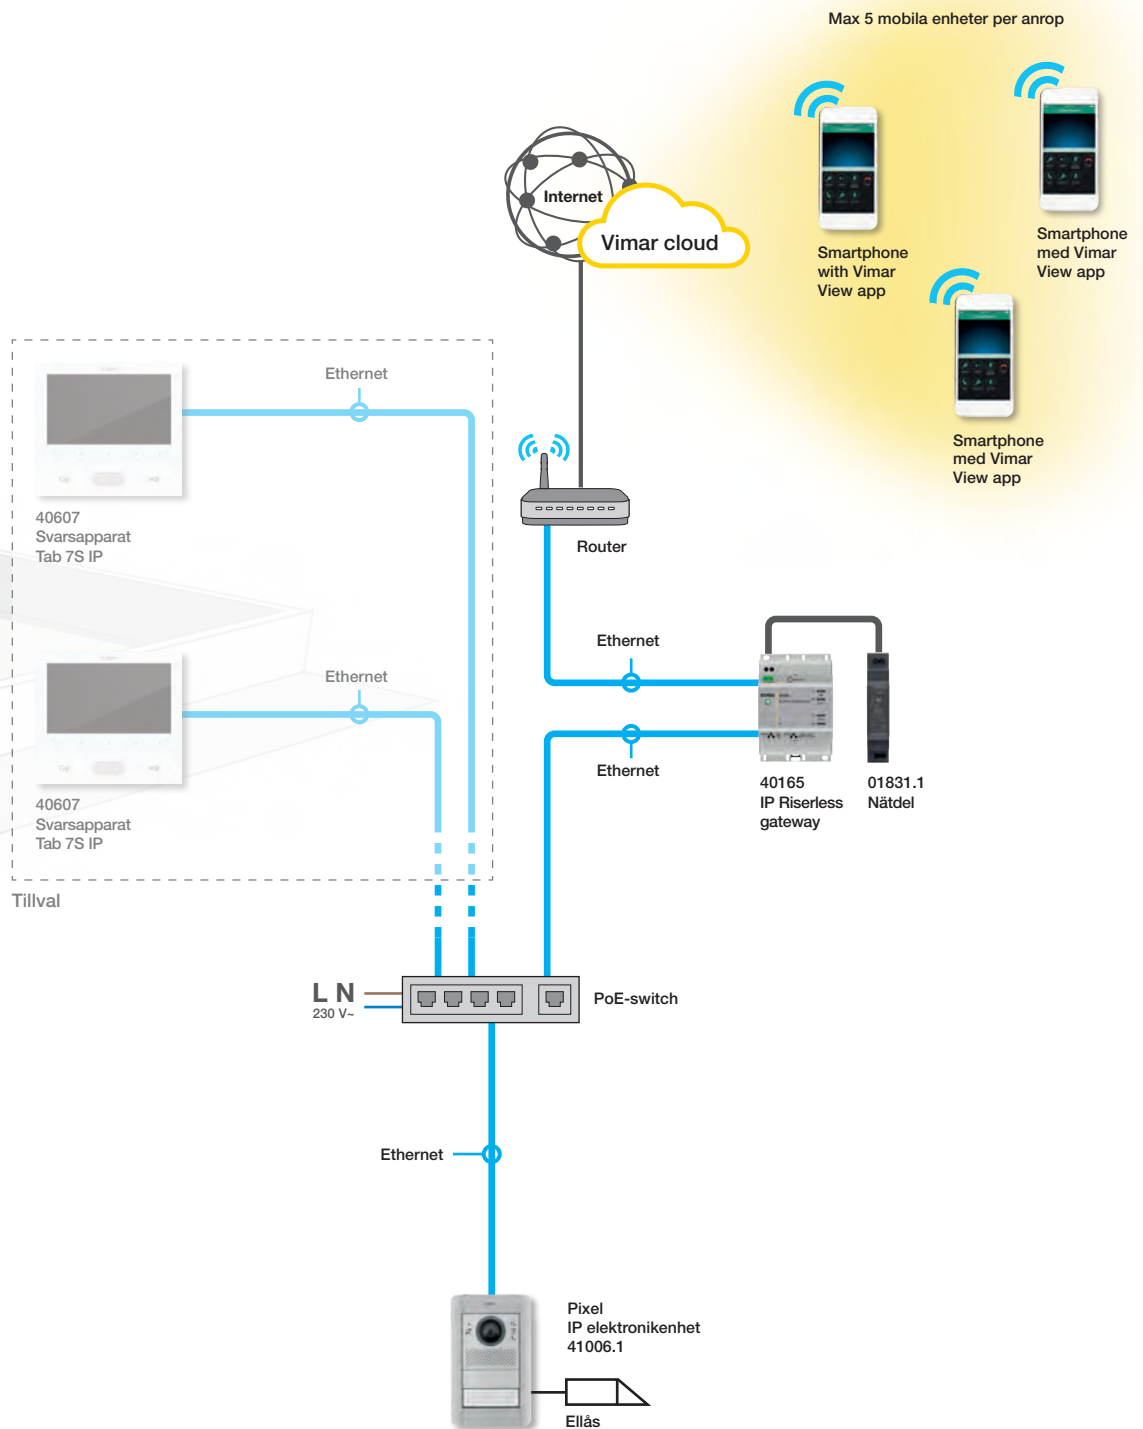 Max 5 mobila enheter per anrop
Internet
Vimar cloud
Smartphone
with Vimar
View app
Smartphone
med Vimar
View app
Smartphone
med Vimar
View app
Ethernet
40607
Svarsapparat
Tab 7S IP
Ethernet
40607
Svarsapparat
Tab 7S IP
Tillval
Router
Ethernet
Ethernet
40165
IP Riserless
gateway
01831.1
Nätdel
L N
230 V~
PoE-switch
Ethernet
Pixel
IP elektronikenhet
41006.1
Ellås